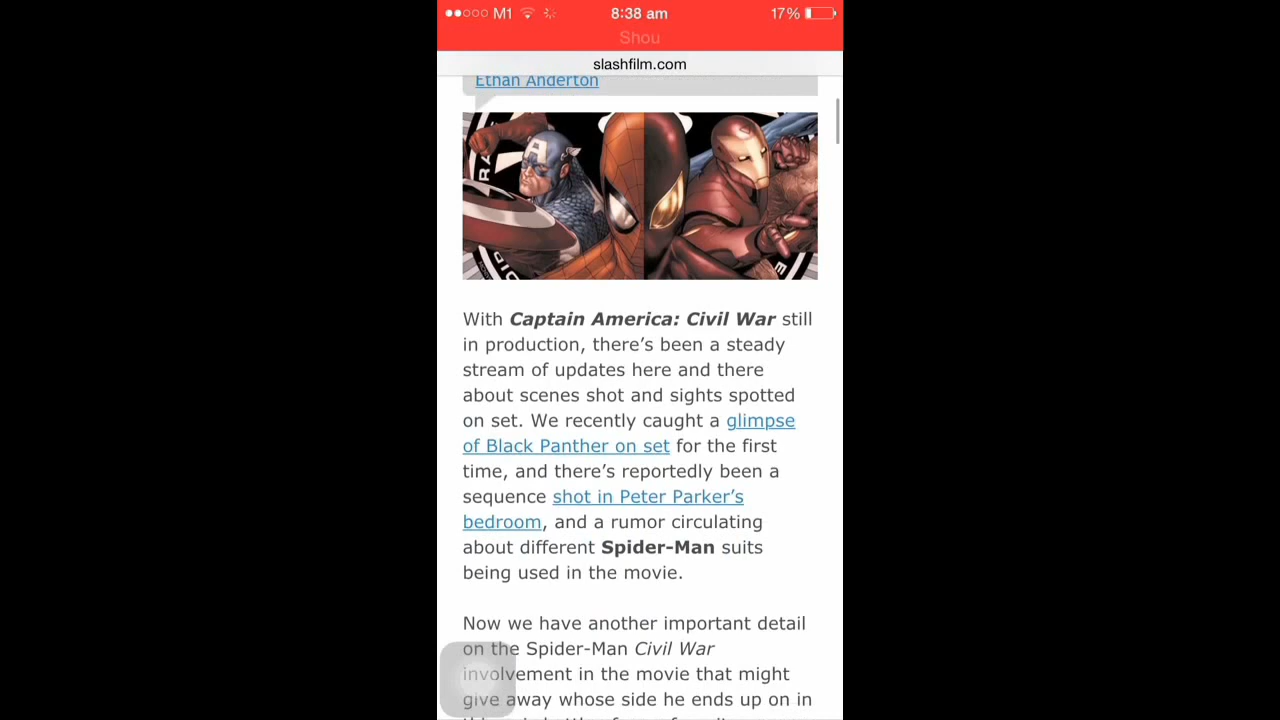 M1 8:38 am 17%
Shou
slashfilm.com
Ethan Anderton
A
With Captain America: Civil War still
in production, there’s been a steady
stream of updates here and there
about scenes shot and sights spotted
on set. We recently caught a glimpse
of Black Panther on set for the first
time, and there’s reportedly been a
sequence shot in Peter Parker’s
bedroom, and a rumor circulating
about different Spider-Man suits
being used in the movie.
Now we have another important detail
on the Spider-Man Civil War
involvement in the movie that might
give away whose side he ends up on in